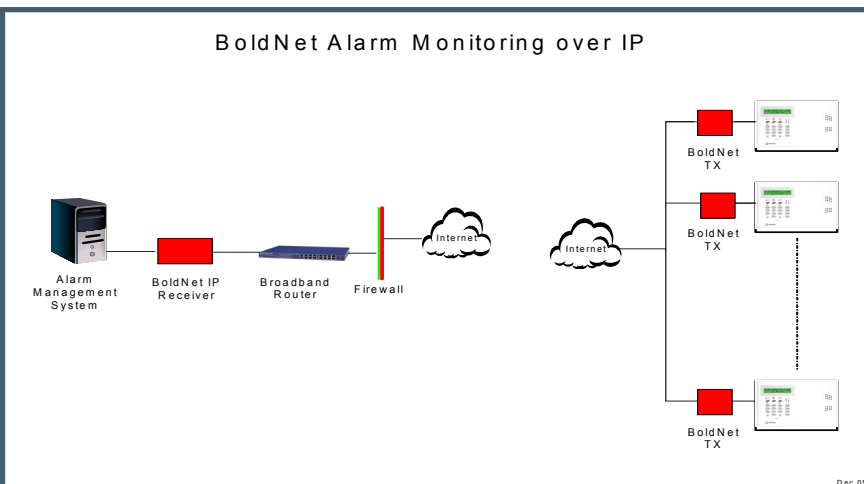 BoldNet Alarm Monitoring over IP
BoldNet
TX
Internet
BoldNet
TX
Internet
Alarm
Management
System
BoldNet IP
Receiver
Broadband
Router
Firewall
BoldNet
TX